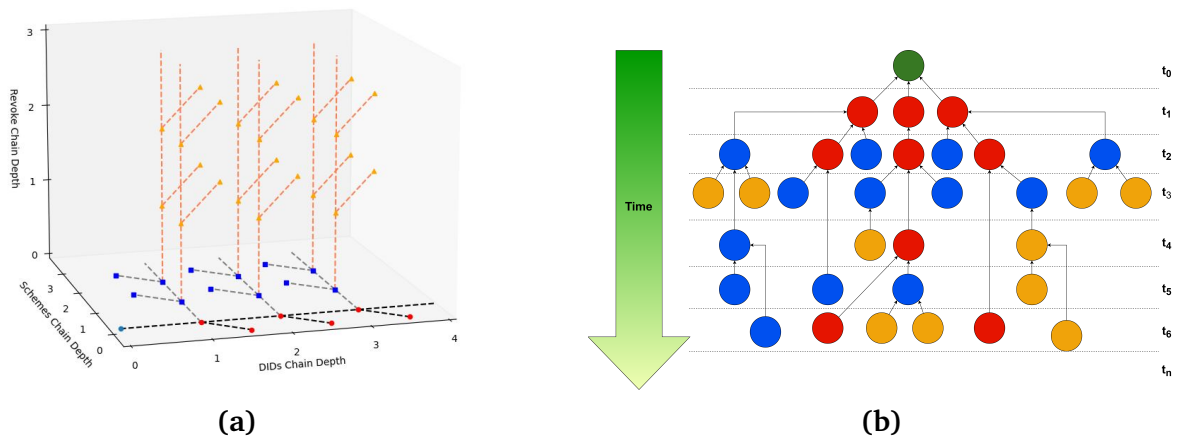 3
2
1
0
Revoke Chain Depth
3
2
1
0
Schemes Chain Depth
0
1
2
3
4
DIDs Chain Depth
(a)
Time
t0
t1
t2
t3
t4
t5
t6
tn
(b)